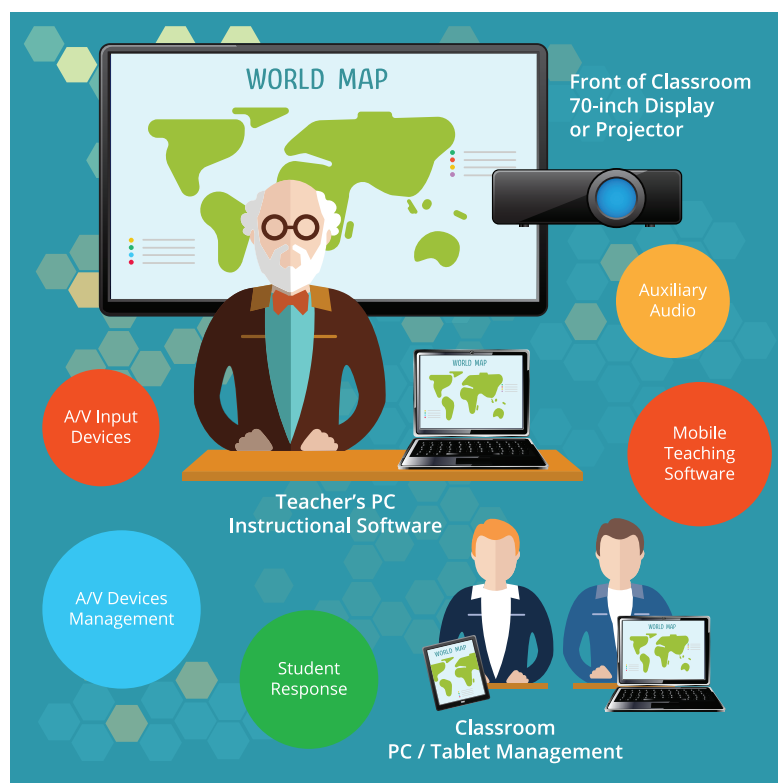 WORLD MAP
Front of Classroom
70-inch Display
or Projector
Auxiliary
Audio
WORLD MAP
A/V Input
Devices
Mobile
Teaching
Software
Teacher's PC
Instructional Software
A/V Devices
Management
Student
Response
WORLD MAP
WORLD MAP
Classroom
PC / Tablet Management